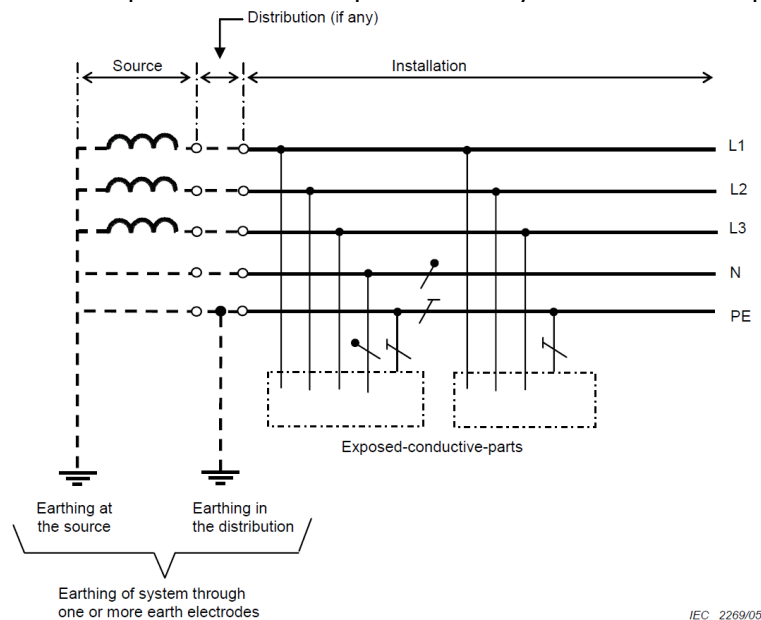 Distribution (if any)
Source
Installation
L1
L2
L3
N
PE
Exposed-conductive-parts
Earthing at
the source
Earthing in
the distribution
Earthing of system through
one or more earth electrodes
IEC 2269/05